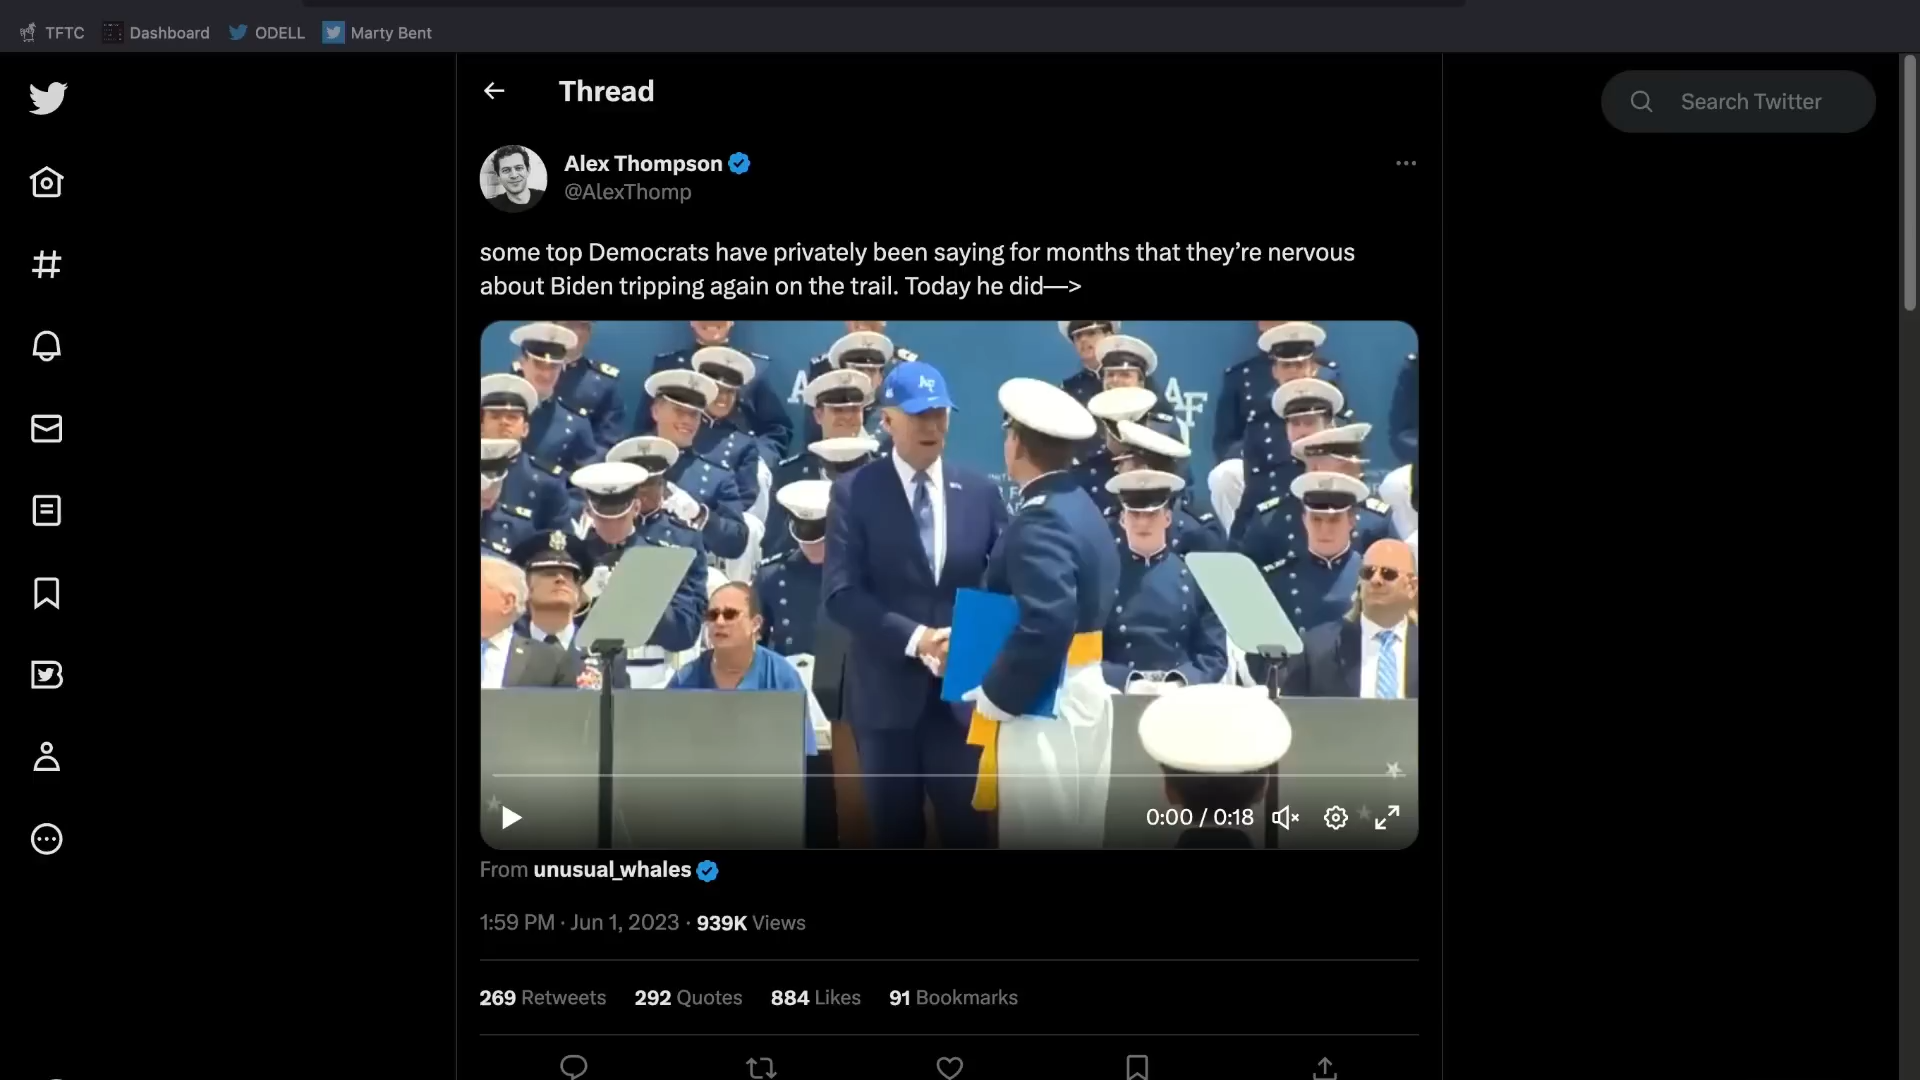 TFTC Dashboard ODELL Marty Bent
Thread
Search Twitter
Alex Thompson
@AlexThomp
some top Democrats have privately been saying for months that they’re nervous
about Biden tripping again on the trail. Today he did—>
AF
AF
0:00 / 0:18
From unusual_whales
1:59 PM · Jun 1, 2023 · 939K Views
269 Retweets 292 Quotes 884 Likes 91 Bookmarks